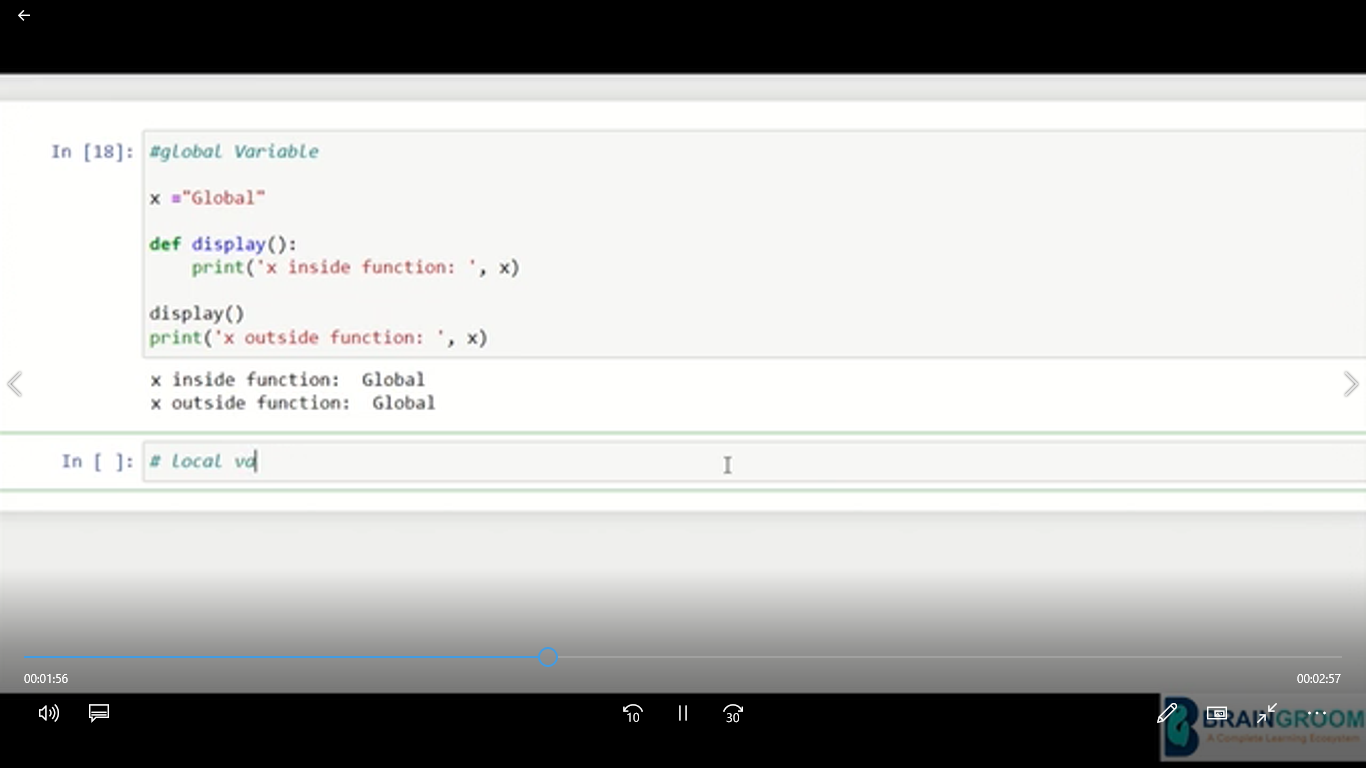 In [18]: #global Variable
x ="Global"
def display():
    print('x inside function: ', x)
display()
print('x outside function: ', x)
x inside function:  Global
x outside function:  Global
In [ ]: # local va
00:01:56
00:02:57
10
30
BRAINGROOM
A Complete Learning Ecosystem